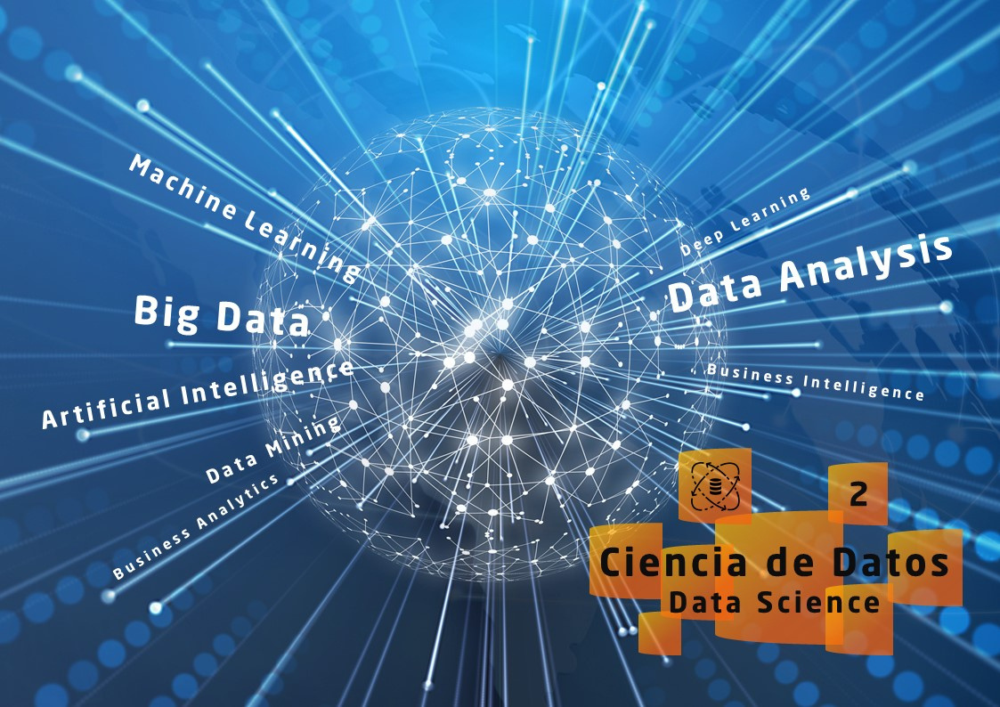 Machine Learning
Big Data
Artificial Intelligence
Data Mining
Business Analytics
Deep Learning
Data Analysis
Business Intelligence
2
Ciencia de Datos
Data Science